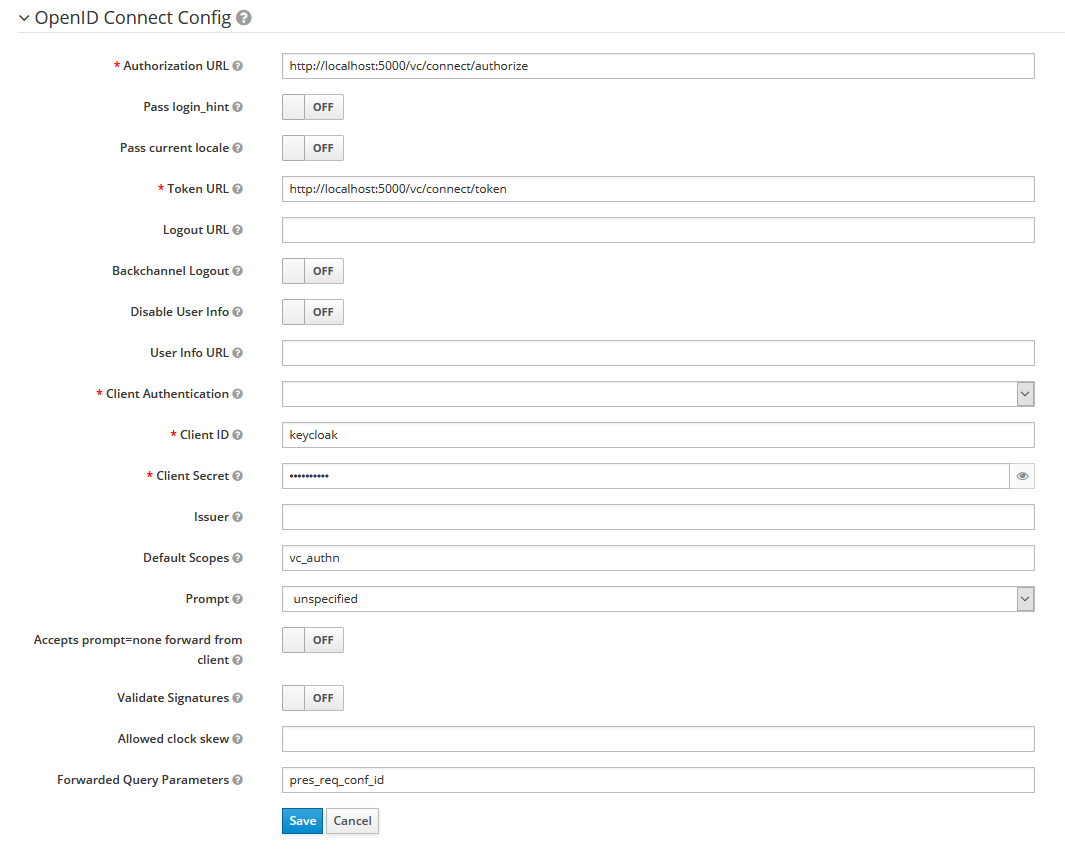 OpenID Connect Config
* Authorization URL http://localhost:5000/vc/connect/authorize
Pass login_hint OFF
Pass current locale OFF
* Token URL http://localhost:5000/vc/connect/token
Logout URL
Backchannel Logout OFF
Disable User Info OFF
User Info URL
* Client Authentication
* Client ID keycloak
* Client Secret ••••••••••
Issuer
Default Scopes vc_authn
Prompt unspecified
Accepts prompt=none forward from OFF
client
Validate Signatures OFF
Allowed clock skew
Forwarded Query Parameters pres_req_conf_id
Save Cancel